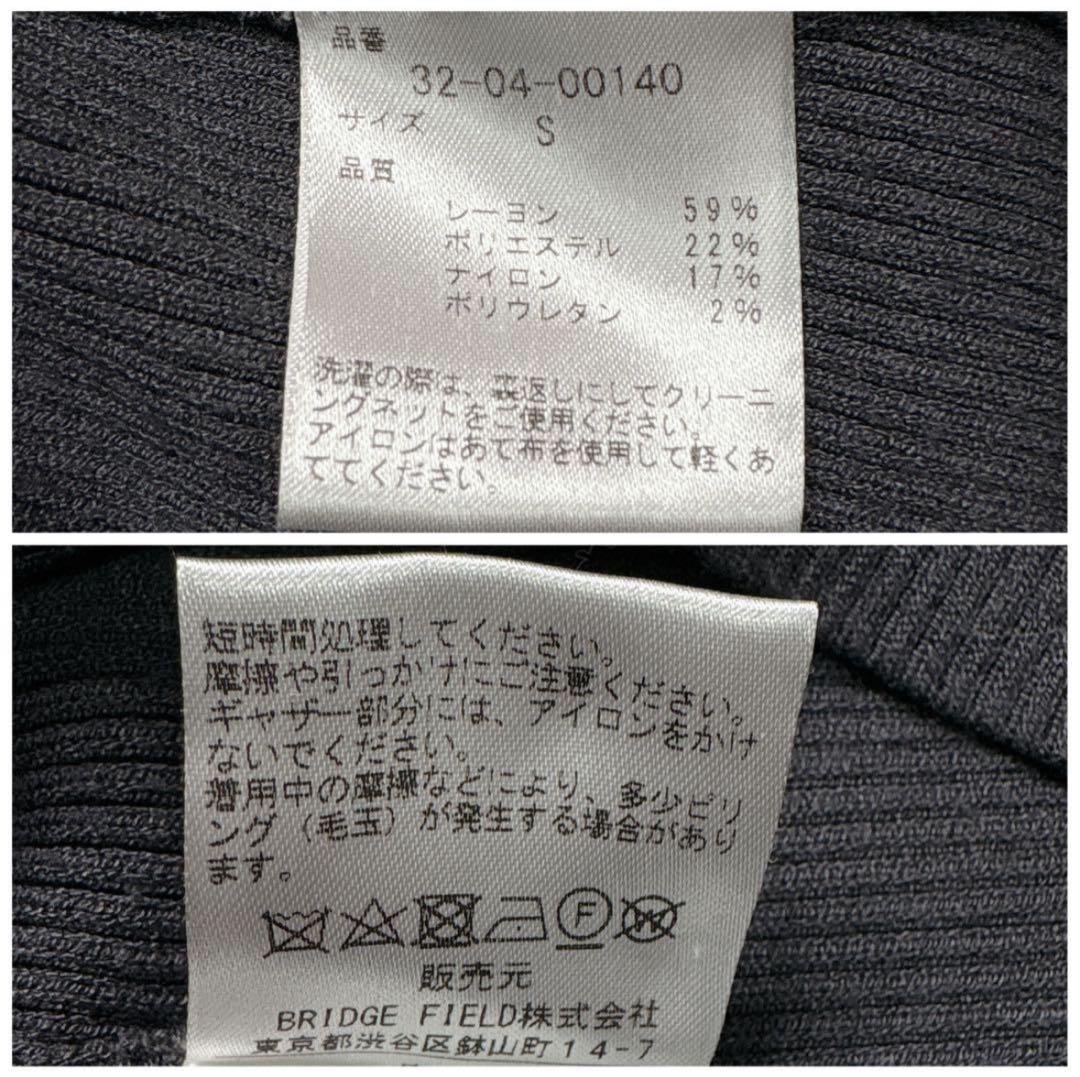 品番
32-04-00140
サイズ S
品質
レーヨン 59%
ポリエステル 22%
ナイロン 17%
ポリウレタン 2%
洗濯の際は、裏返しにしてクリーニ
ングネットをご使用ください。
アイロンはあて布を使用して軽くあ
ててください。
短時間処理してください。
摩擦や引っかけにご注意ください。
ギャザー部分には、アイロンをかけ
ないでください。
着用中の摩擦などにより、多少ピリ
ング（毛玉）が発生する場合があり
ます。
F W
販売元
BRIDGE FIELD株式会社
東京都渋谷区鉢山町14-7